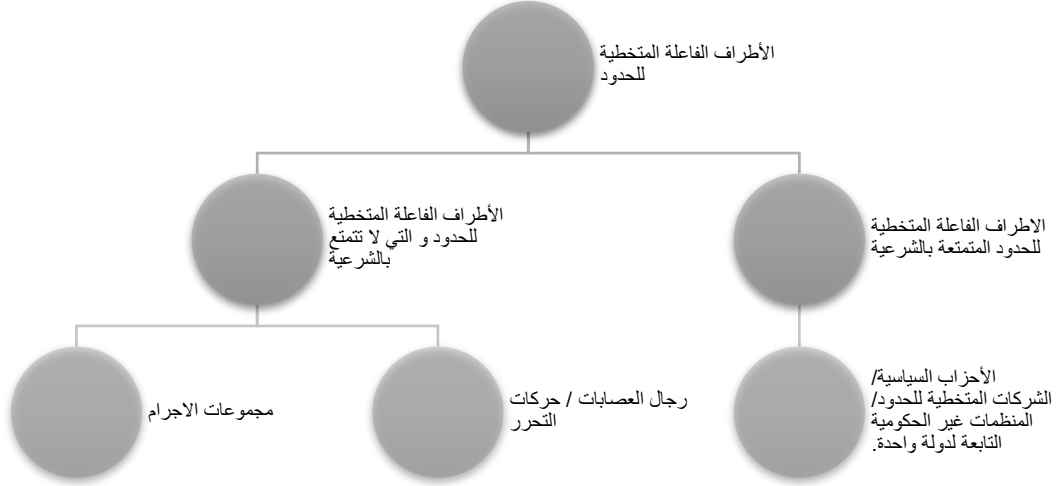 الأطراف الفاعلة المتخطية
للحدود
الاطراف الفاعلة المتخطية
للحدود المتمتعة بالشرعية
الأطراف الفاعلة المتخطية
للحدود و التي لا تتمتع
بالشرعية
الأحزاب السياسية/
الشركات المتخطية للحدود/
المنظمات غير الحكومية
التابعة لدولة واحدة.
رجال العصابات / حركات
التحرر
مجموعات الاجرام